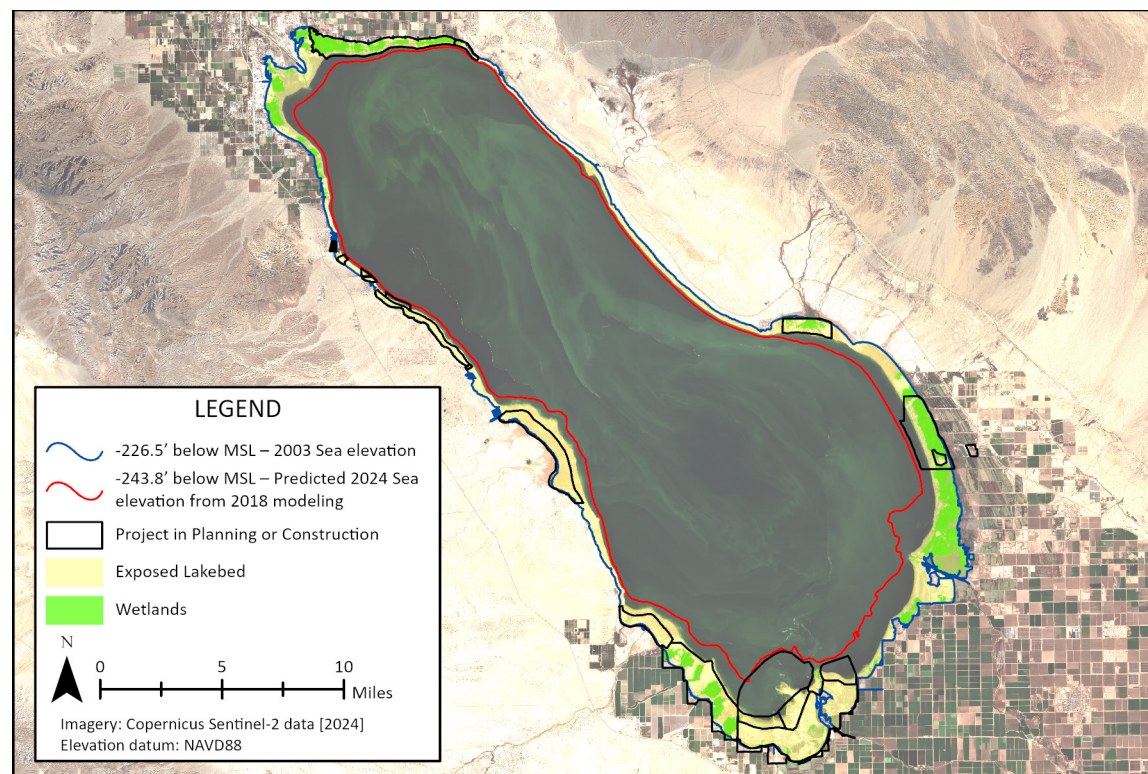 LEGEND
-226.5’ below MSL – 2003 Sea elevation
-243.8’ below MSL – Predicted 2024 Sea
elevation from 2018 modeling
Project in Planning or Construction
Exposed Lakebed
Wetlands
N
0 5 10
Miles
Imagery: Copernicus Sentinel-2 data [2024]
Elevation datum: NAVD88